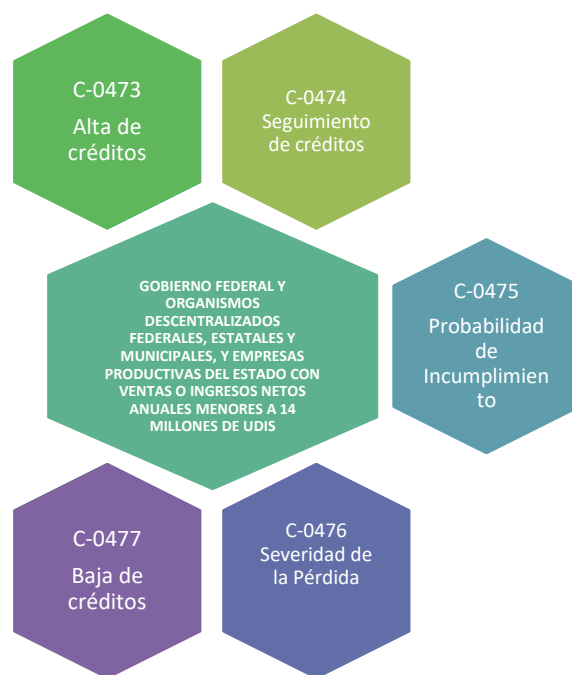 C-0473
Alta de
créditos
C-0474
Seguimiento
de créditos
GOBIERNO FEDERAL Y
ORGANISMOS
DESCENTRALIZADOS
FEDERALES, ESTATALES Y
MUNICIPALES, Y EMPRESAS
PRODUCTIVAS DEL ESTADO CON
VENTAS O INGRESOS NETOS
ANUALES MENORES A 14
MILLONES DE UDIS
C-0475
Probabilidad
de
Incumplimien
to
C-0477
Baja de
créditos
C-0476
Severidad de
la Pérdida